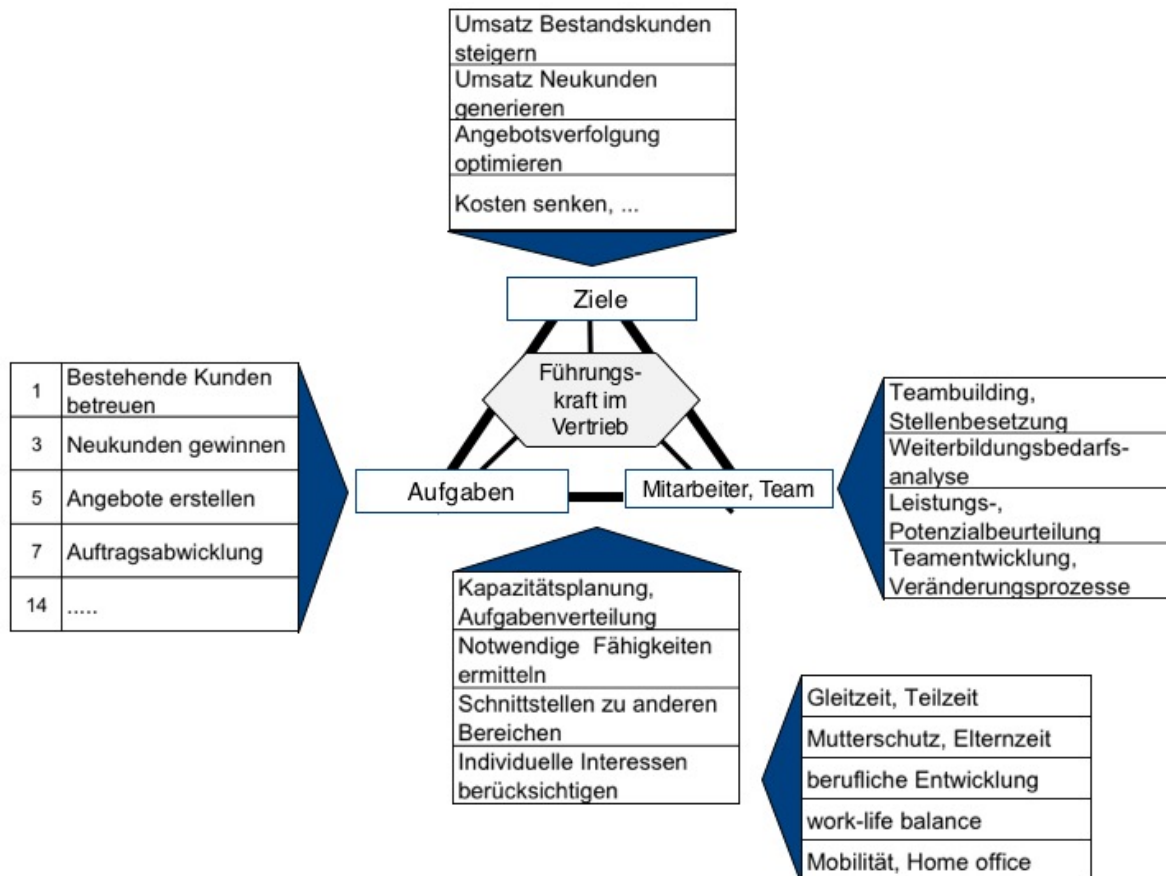 Umsatz Bestandskunden
steigern
Umsatz Neukunden
generieren
Angebotsverfolgung
optimieren
Kosten senken, ...
Ziele
Führungs-
kraft im
Vertrieb
Aufgaben
Mitarbeiter, Team
1
Bestehende Kunden
betreuen
3
Neukunden gewinnen
5
Angebote erstellen
7
Auftragsabwicklung
14
.....
Teambuilding,
Stellenbesetzung
Weiterbildungsbedarfs-
analyse
Leistungs-,
Potenzialbeurteilung
Teamentwicklung,
Veränderungsprozesse
Kapazitätsplanung,
Aufgabenverteilung
Notwendige Fähigkeiten
ermitteln
Schnittstellen zu anderen
Bereichen
Individuelle Interessen
berücksichtigen
Gleitzeit, Teilzeit
Mutterschutz, Elternzeit
berufliche Entwicklung
work-life balance
Mobilität, Home office